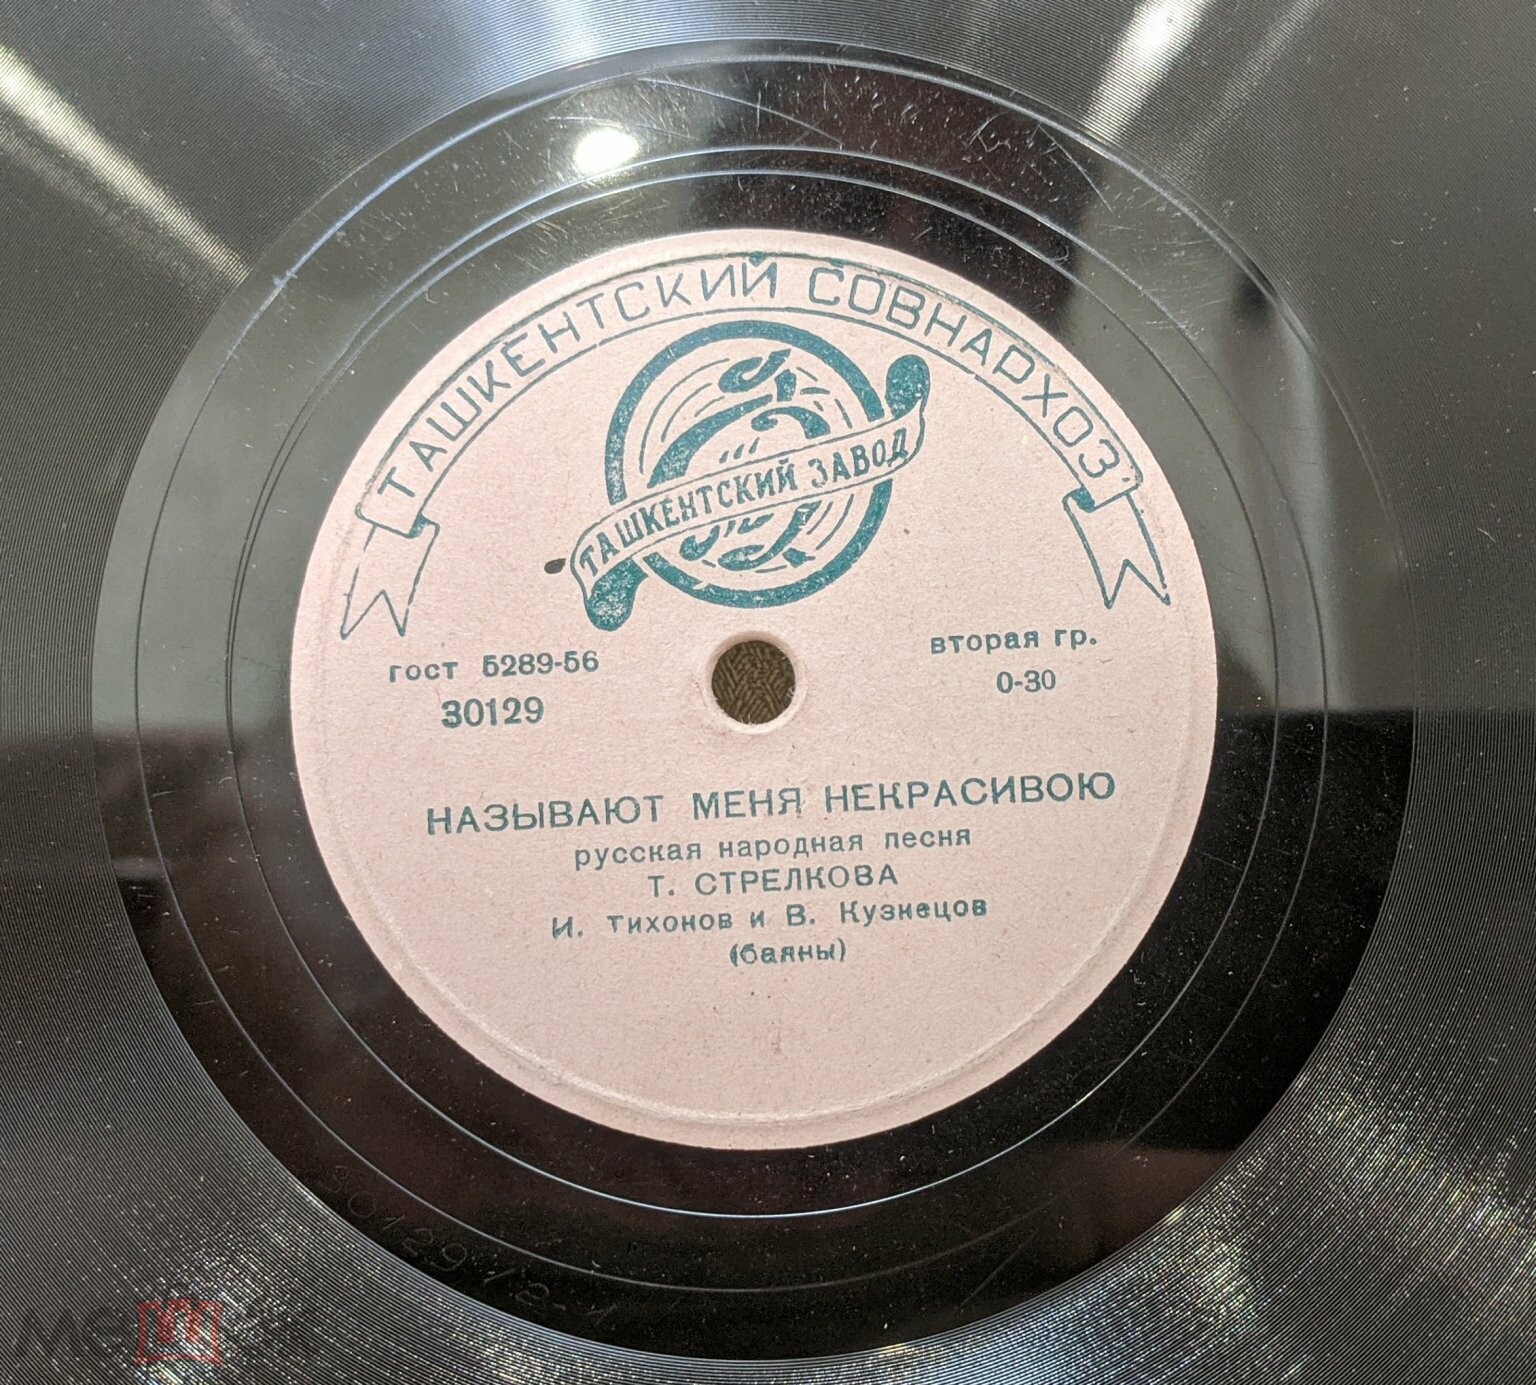 ТАШКЕНТСКИЙ СОВНАРХОЗ
ТАШКЕНТСКИЙ ЗАВОД
гост 5289-56
30129
вторая гр.
0-30
НАЗЫВАЮТ МЕНЯ НЕКРАСИВОЮ
русская народная песня
Т. СТРЕЛКОВА
И. Тихонов и В. Кузнецов
(баяны)